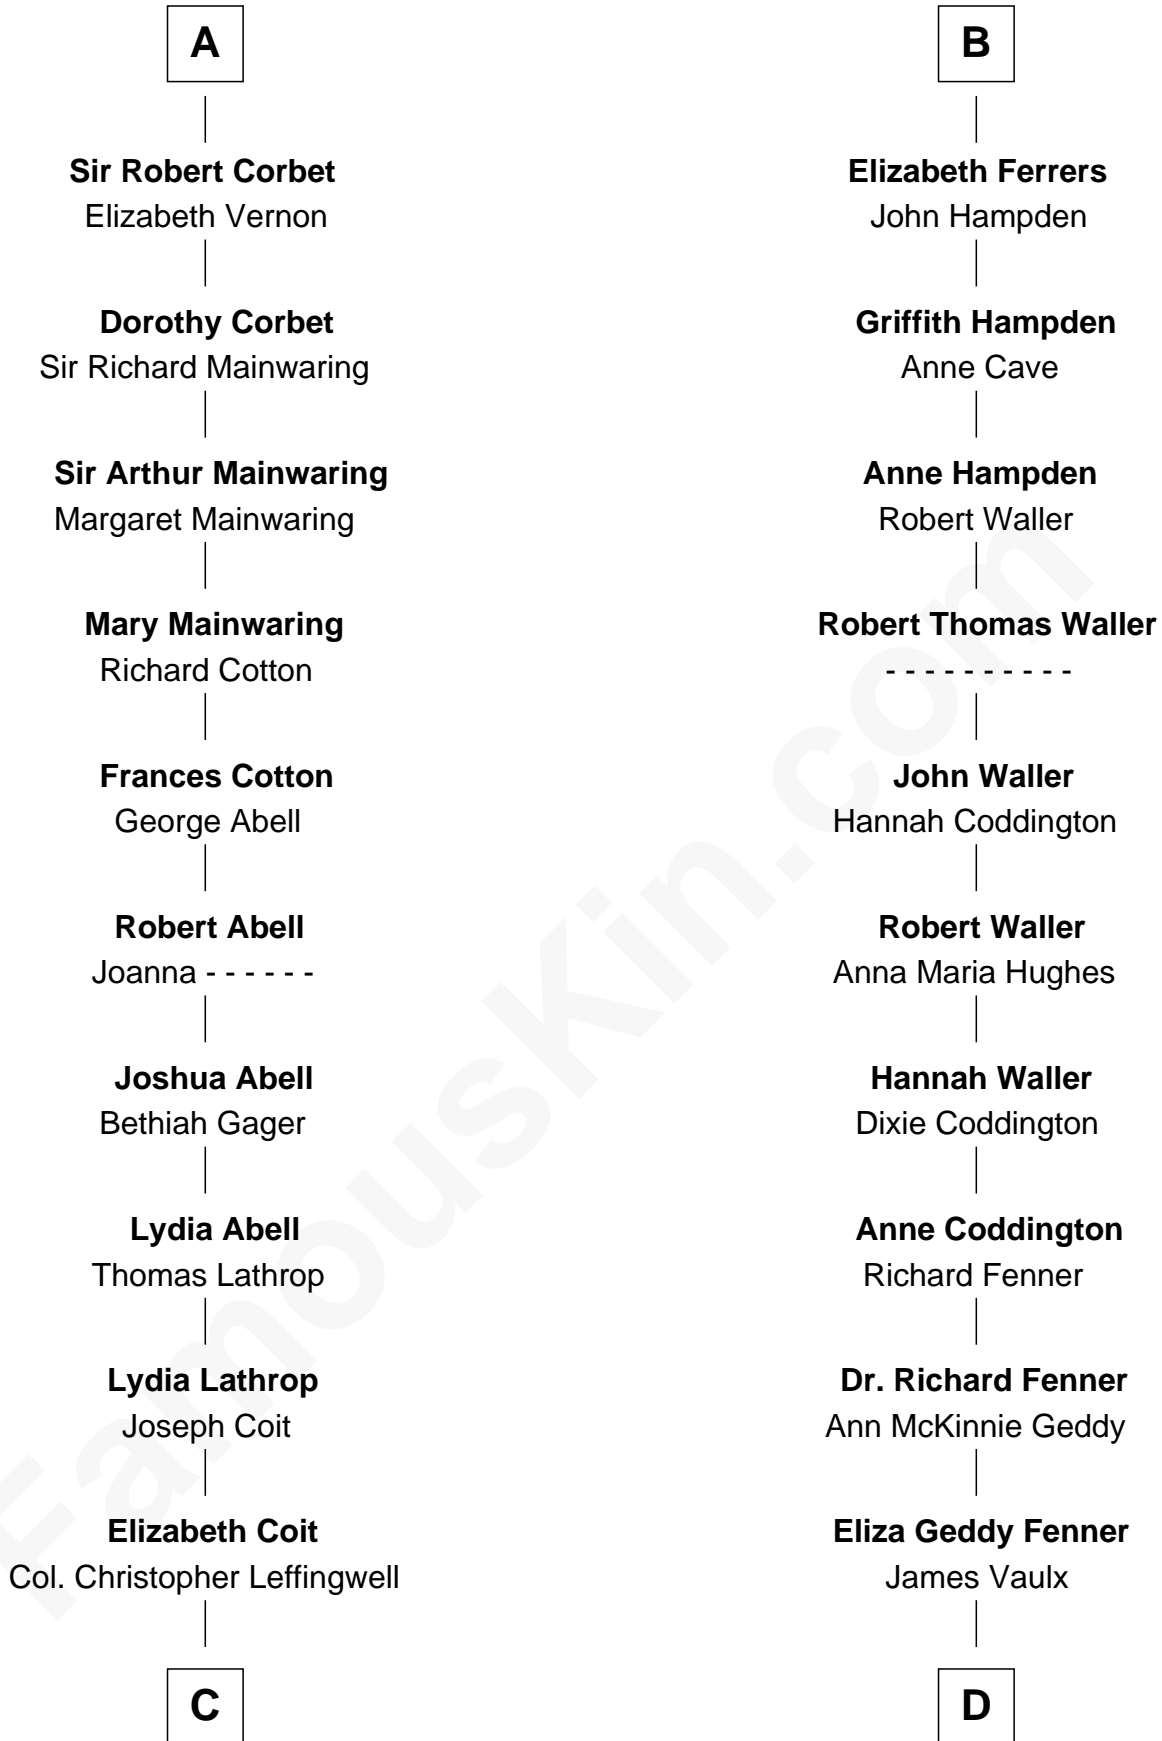 A
Sir Robert Corbet
Elizabeth Vernon
Dorothy Corbet
Sir Richard Mainwaring
Sir Arthur Mainwaring
Margaret Mainwaring
Mary Mainwaring
Richard Cotton
Frances Cotton
George Abell
Robert Abell
Joanna - - - - - -
Joshua Abell
Bethiah Gager
Lydia Abell
Thomas Lathrop
Lydia Lathrop
Joseph Coit
Elizabeth Coit
Col. Christopher Leffingwell
C
B
Elizabeth Ferrers
John Hampden
Griffith Hampden
Anne Cave
Anne Hampden
Robert Waller
Robert Thomas Waller
- - - - - - - - - -
John Waller
Hannah Coddington
Robert Waller
Anna Maria Hughes
Hannah Waller
Dixie Coddington
Anne Coddington
Richard Fenner
Dr. Richard Fenner
Ann McKinnie Geddy
Eliza Geddy Fenner
James Vaulx
D
FamousKin.com